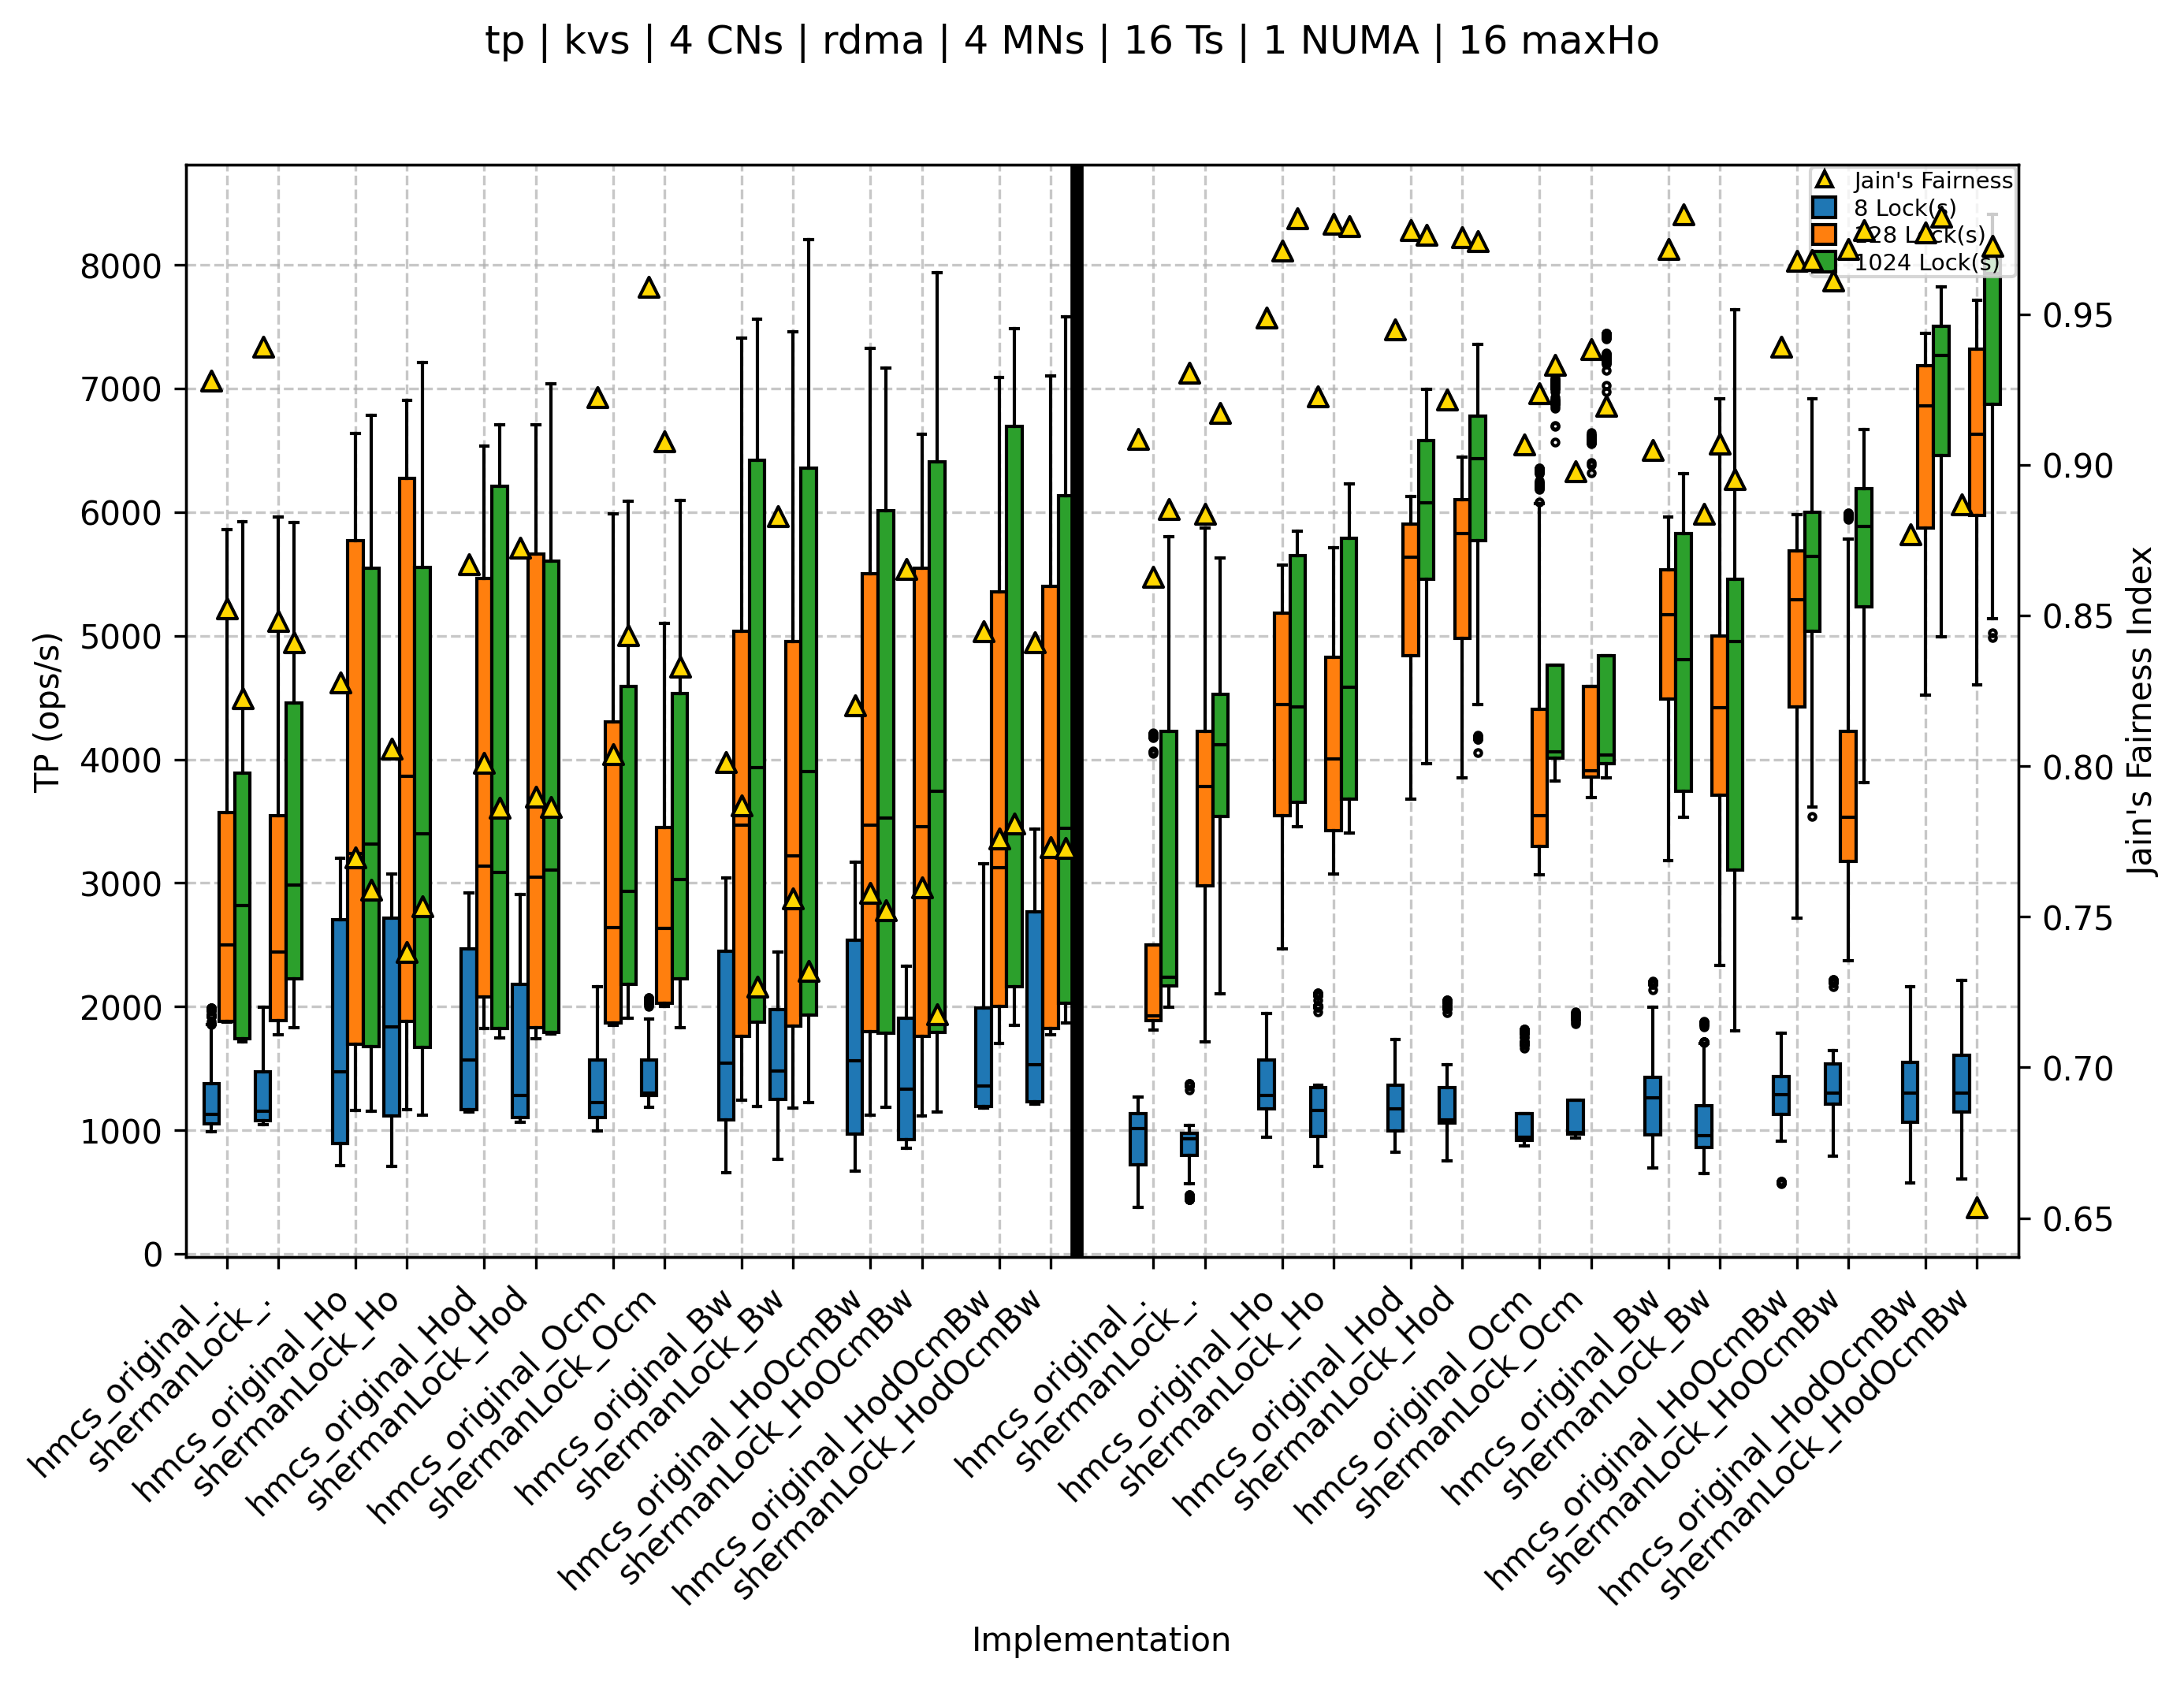 tp | kvs | 4 CNs | rdma | 4 MNs | 16 Ts | 1 NUMA | 16 maxHo
Jain's Fairness
8 Lock(s)
128 Lock(s)
1024 Lock(s)
TP (ops/s)
8000
7000
6000
5000
4000
3000
2000
1000
0
0.95
0.90
0.85
0.80
0.75
0.70
0.65
Jain's Fairness Index
hmcs_original_.
shermanLock_.
hmcs_original_Ho
shermanLock_Ho
hmcs_original_Hod
shermanLock_Hod
hmcs_original_Ocm
shermanLock_Ocm
hmcs_original_Bw
shermanLock_Bw
hmcs_original_HoOcmBw
shermanLock_HoOcmBw
hmcs_original_HodOcmBw
shermanLock_HodOcmBw
hmcs_original_.
shermanLock_.
hmcs_original_Ho
shermanLock_Ho
hmcs_original_Hod
shermanLock_Hod
hmcs_original_Ocm
shermanLock_Ocm
hmcs_original_Bw
shermanLock_Bw
hmcs_original_HoOcmBw
shermanLock_HoOcmBw
hmcs_original_HodOcmBw
shermanLock_HodOcmBw
Implementation